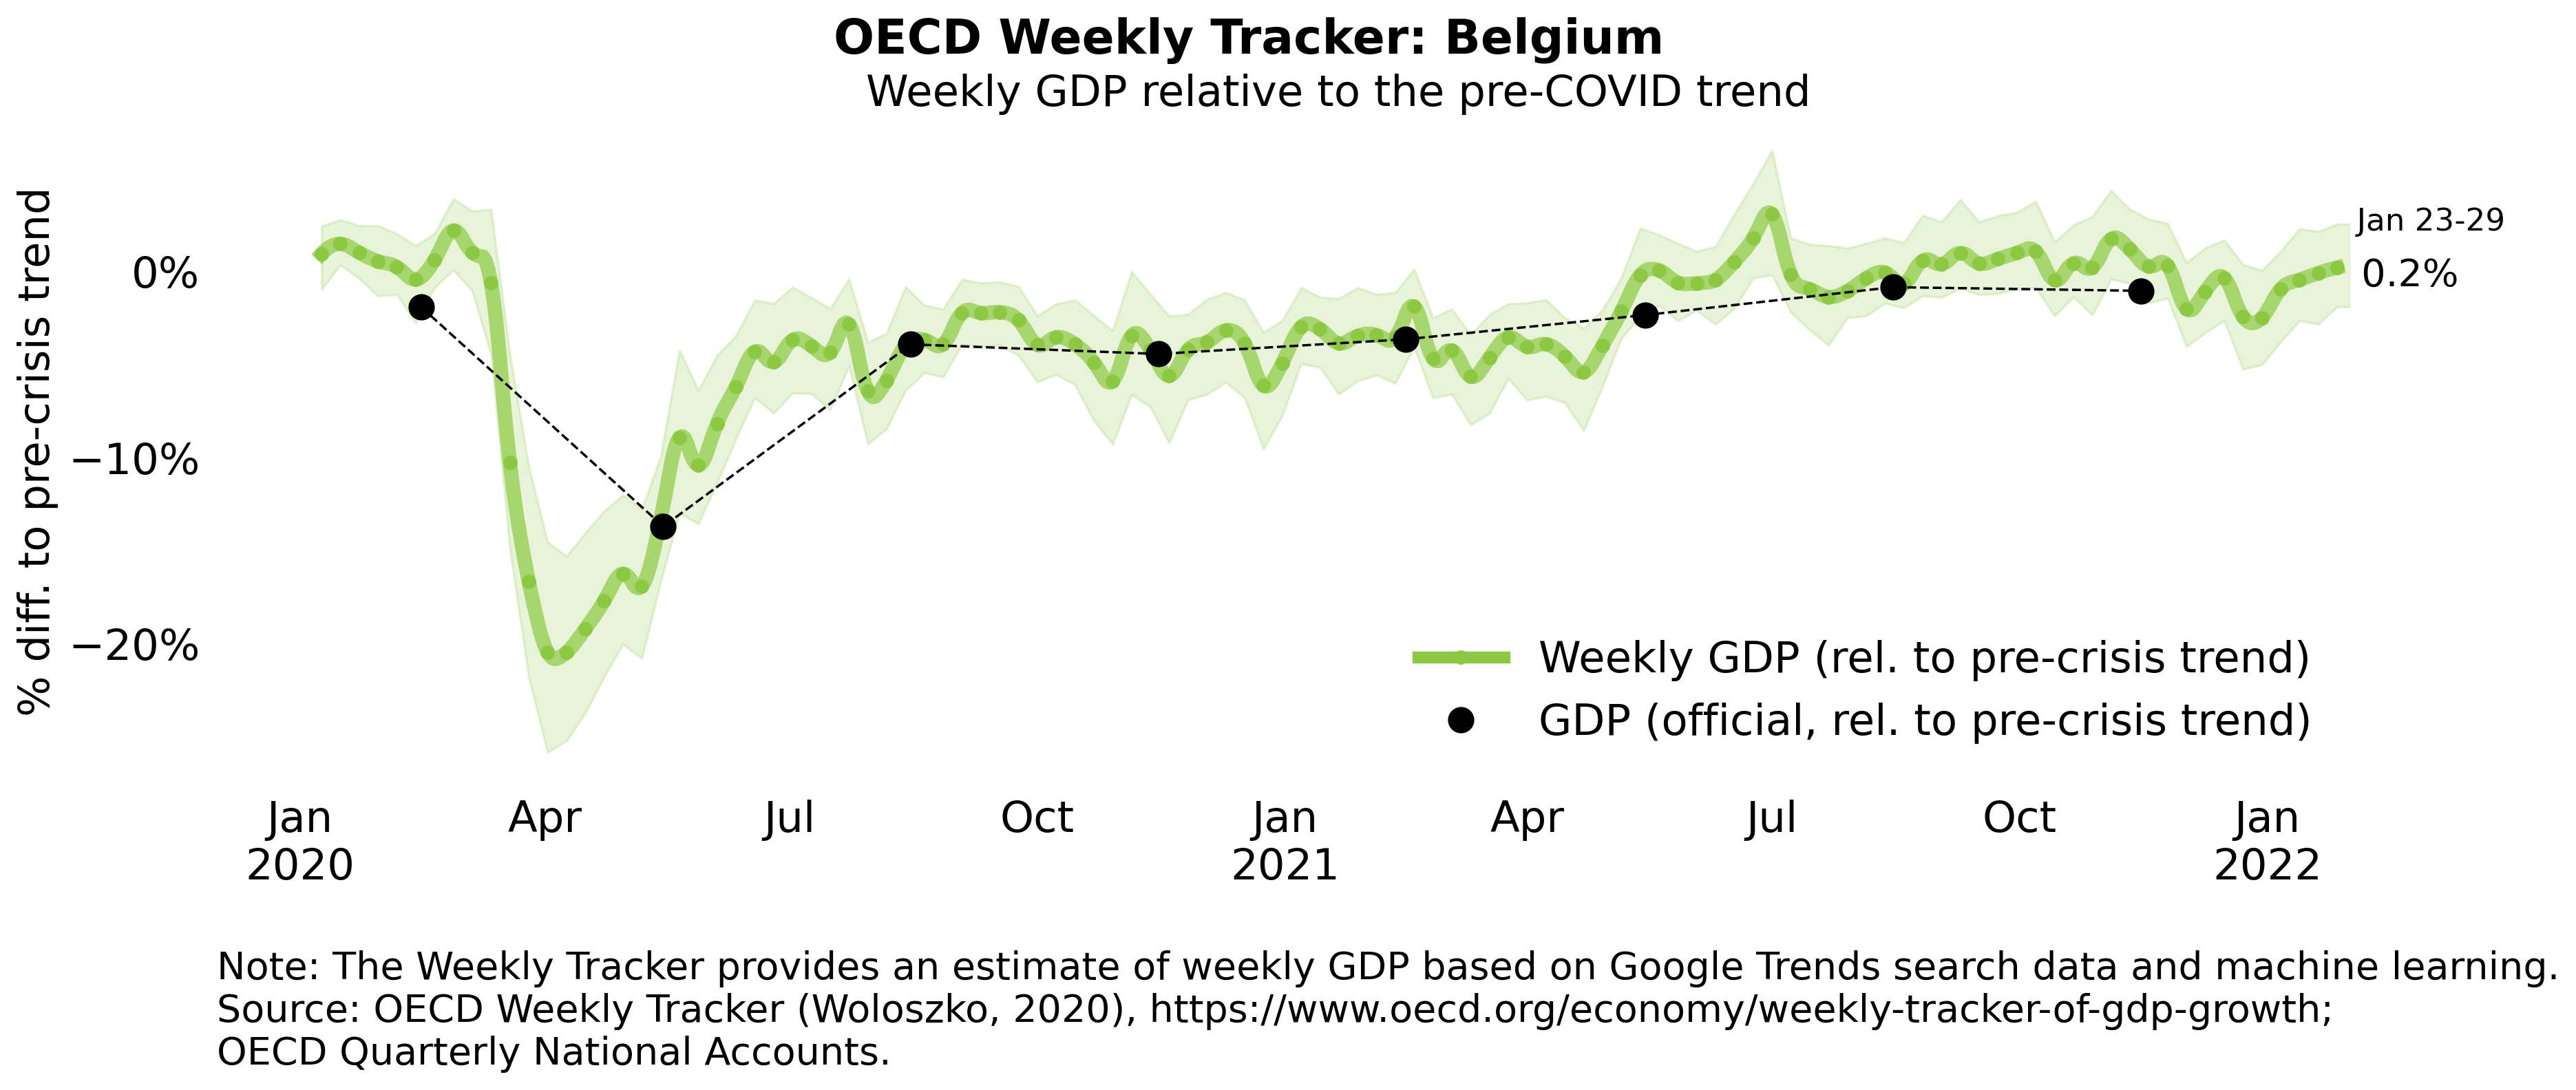 OECD Weekly Tracker: Belgium
Weekly GDP relative to the pre-COVID trend
% diff. to pre-crisis trend
0%
−10%
−20%
Jan 23-29
0.2%
Weekly GDP (rel. to pre-crisis trend)
GDP (official, rel. to pre-crisis trend)
Jan Apr Jul Oct Jan Apr Jul Oct Jan
2020 2021 2022
Note: The Weekly Tracker provides an estimate of weekly GDP based on Google Trends search data and machine learning.
Source: OECD Weekly Tracker (Woloszko, 2020), https://www.oecd.org/economy/weekly-tracker-of-gdp-growth;
OECD Quarterly National Accounts.